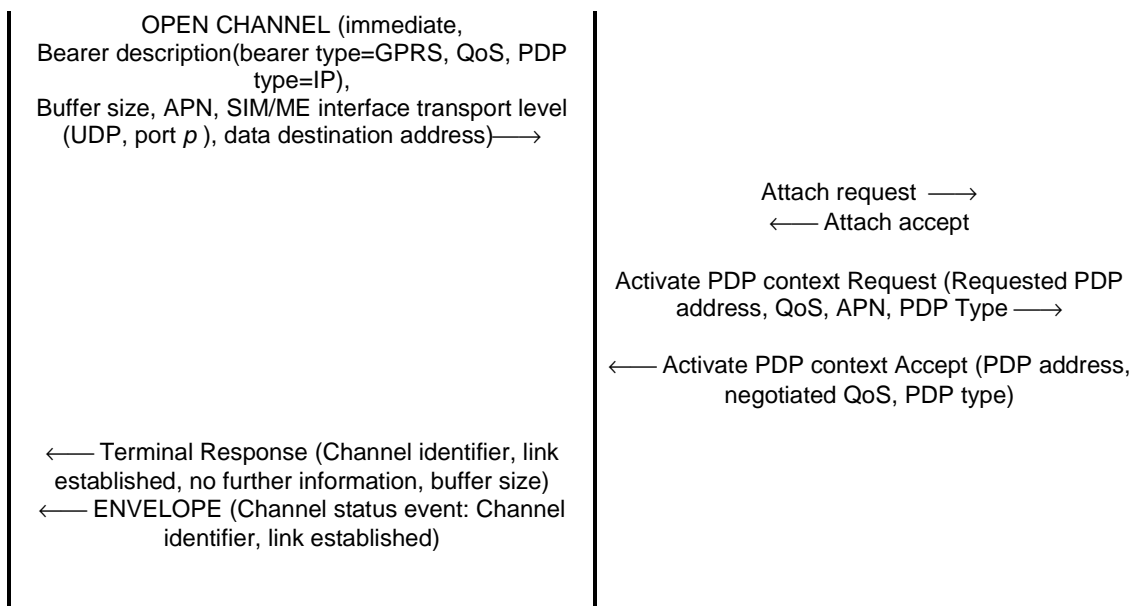 OPEN CHANNEL (immediate,
Bearer description(bearer type=GPRS, QoS, PDP
type=IP),
Buffer size, APN, SIM/ME interface transport level
(UDP, port p ), data destination address)⟶
Attach request ⟶
⟵ Attach accept
Activate PDP context Request (Requested PDP
address, QoS, APN, PDP Type ⟶
⟵ Activate PDP context Accept (PDP address,
negotiated QoS, PDP type)
⟵ Terminal Response (Channel identifier, link
established, no further information, buffer size)
⟵ ENVELOPE (Channel status event: Channel
identifier, link established)